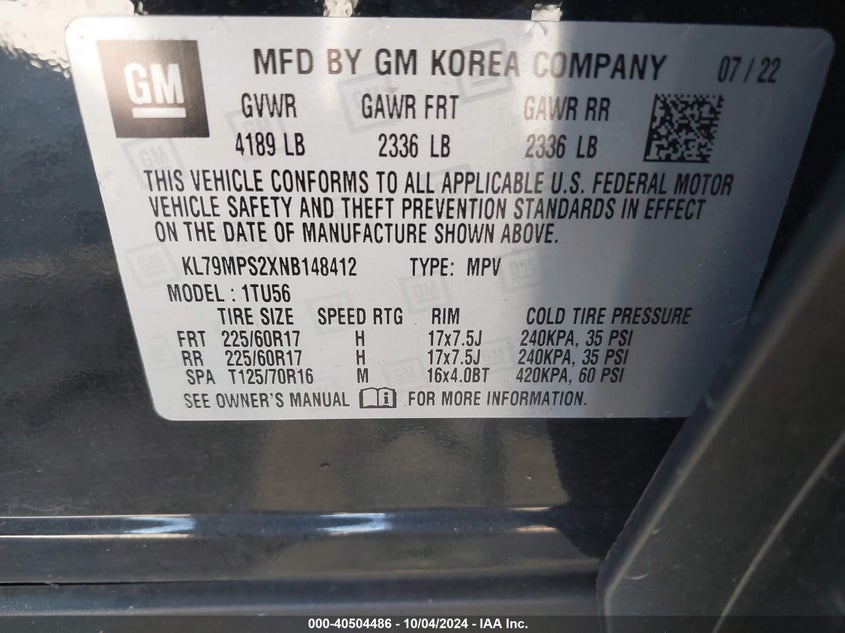 GM
MFD BY GM KOREA COMPANY 07 / 22
GVWR GAWR FRT GAWR RR
4189 LB 2336 LB 2336 LB
THIS VEHICLE CONFORMS TO ALL APPLICABLE U.S. FEDERAL MOTOR
VEHICLE SAFETY AND THEFT PREVENTION STANDARDS IN EFFECT
ON THE DATE OF MANUFACTURE SHOWN ABOVE.
KL79MPS2XNB148412 TYPE: MPV
MODEL : 1TU56
TIRE SIZE SPEED RTG RIM COLD TIRE PRESSURE
FRT 225/60R17 H 17x7.5J 240KPA, 35 PSI
RR 225/60R17 H 17x7.5J 240KPA, 35 PSI
SPA T125/70R16 M 16x4.0BT 420KPA, 60 PSI
SEE OWNER'S MANUAL FOR MORE INFORMATION.
000-40504486 - 10/04/2024 - IAA Inc.